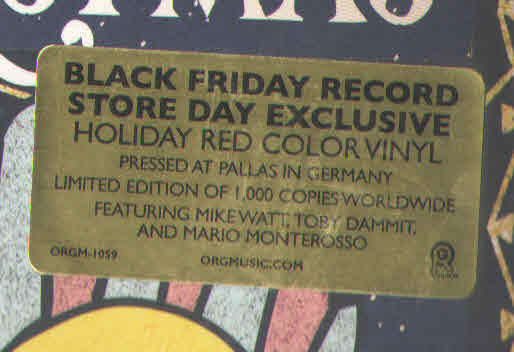 BLACK FRIDAY RECORD
STORE DAY EXCLUSIVE
HOLIDAY RED COLOR VINYL
PRESSED AT PALLAS IN GERMANY
LIMITED EDITION OF 1,000 COPIES WORLDWIDE
FEATURING MIKE WATT, TOBY DAMMIT,
AND MARIO MONTEROSSO
ORGM-1059
ORGMUSIC.COM